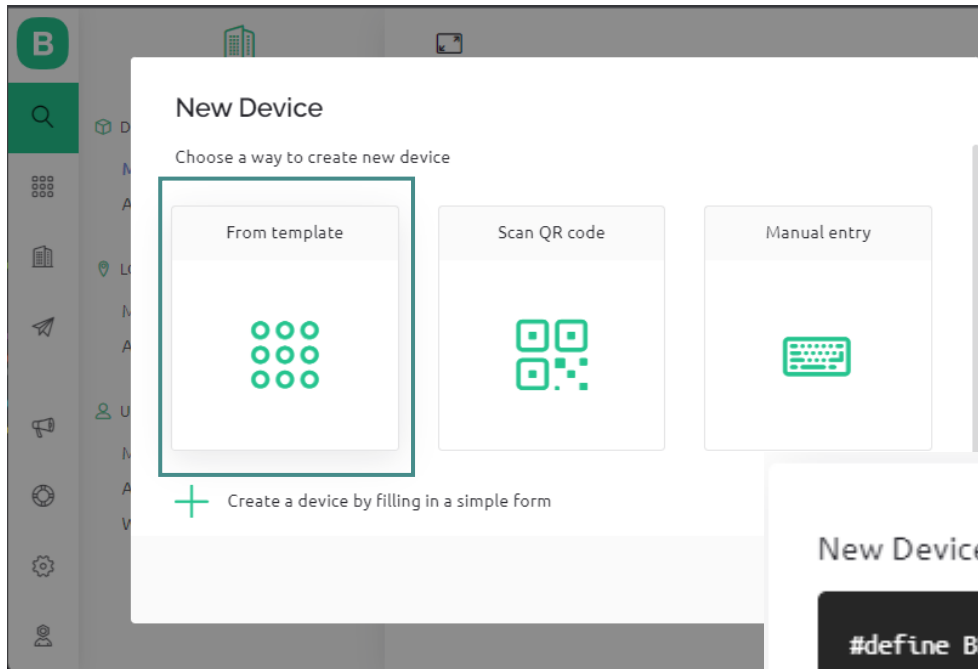 B
New Device
Choose a way to create new device
From template
Scan QR code
Manual entry
Create a device by filling in a simple form
New Device
#define B